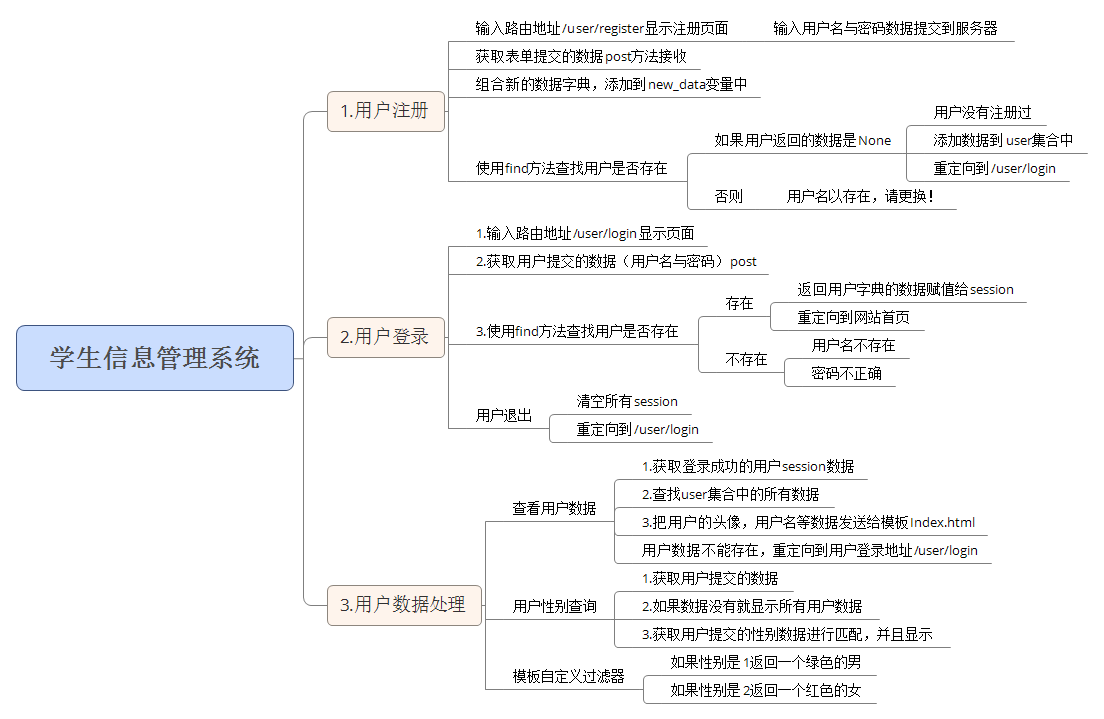 学生信息管理系统
1.用户注册
输入路由地址/user/register显示注册页面
输入用户名与密码数据提交到服务器
获取表单提交的数据post方法接收
组合新的数据字典，添加到new_data变量中
使用find方法查找用户是否存在
如果用户返回的数据是None
用户没有注册过
添加数据到user集合中
重定向到/user/login
否则
用户名以存在，请更换！
2.用户登录
1.输入路由地址/user/login显示页面
2.获取用户提交的数据（用户名与密码）post
3.使用find方法查找用户是否存在
存在
返回用户字典的数据赋值给session
重定向到网站首页
不存在
用户名不存在
密码不正确
用户退出
清空所有session
重定向到/user/login
3.用户数据处理
查看用户数据
1.获取登录成功的用户session数据
2.查找user集合中的所有数据
3.把用户的头像，用户名等数据发送给模板Index.html
用户数据不能存在，重定向到用户登录地址/user/login
用户性别查询
1.获取用户提交的数据
2.如果数据没有就显示所有用户数据
3.获取用户提交的性别数据进行匹配，并且显示
模板自定义过滤器
如果性别是1返回一个绿色的男
如果性别是2返回一个红色的女